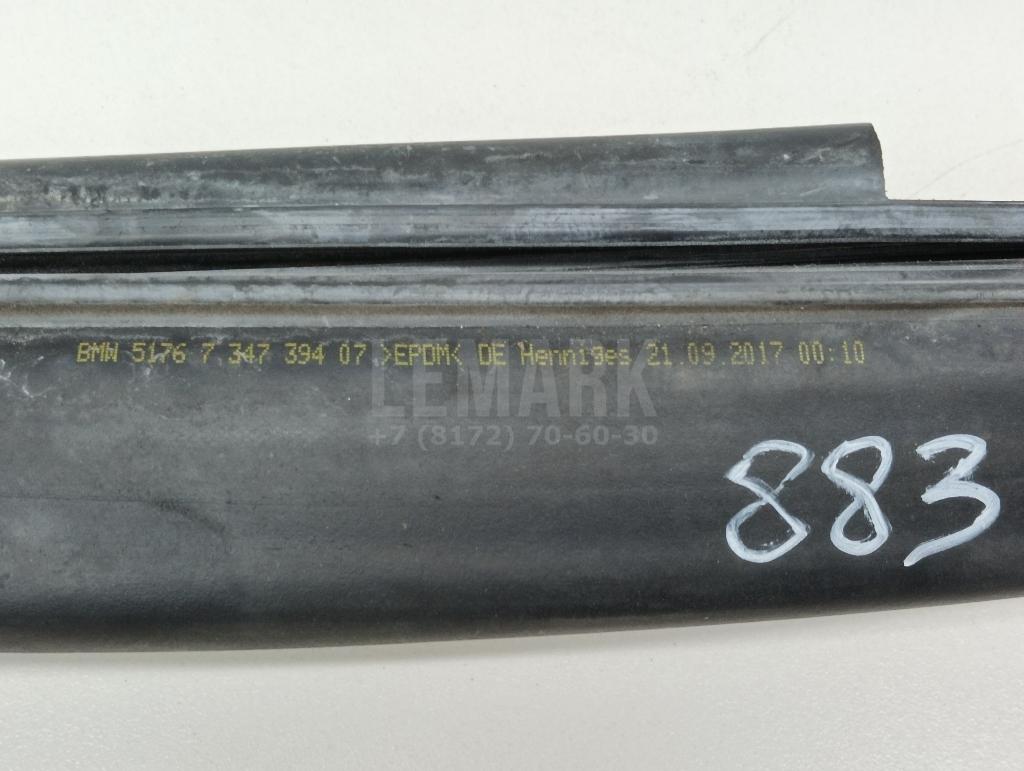 BMW 5176 7 347 394 07 >EPDM< DE Henniges 21.09.2017 00:10
LEMARK
+7 (8172) 70-60-30
883